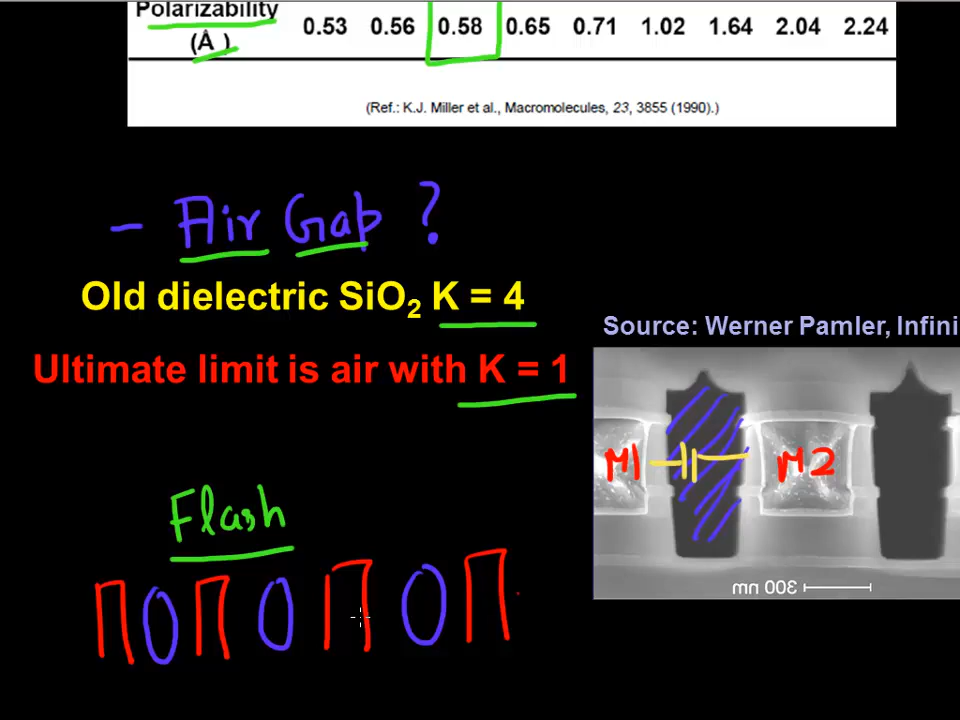 Polarizability
(Å ) 0.53 0.56 0.58 0.65 0.71 1.02 1.64 2.04 2.24
(Ref.: K.J. Miller et al., Macromolecules, 23, 3855 (1990).)
- Air Gap ?
Old dielectric SiO₂ K = 4
Source: Werner Pamler, Infini
Ultimate limit is air with K = 1
M1 M2
Flash
300 nm